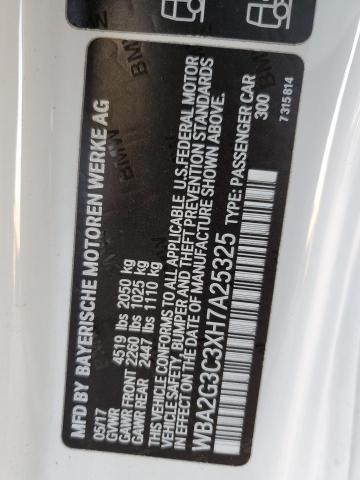 MFD BY BAYERISCHE MOTOREN WERKE AG
05/17
GVWR 4519 lbs 2050 kg
GAWR FRONT 2260 lbs 1025 kg
GAWR REAR 2447 lbs 1110 kg
THIS VEHICLE CONFORMS TO ALL APPLICABLE U.S.FEDERAL MOTOR
VEHICLE SAFETY, BUMPER AND THEFT PREVENTION STANDARDS
IN EFFECT ON THE DATE OF MANUFACTURE SHOWN ABOVE.
WBA2G3C3XH7A25325 TYPE: PASSENGER CAR
300
7 315 814
BMW
BMW